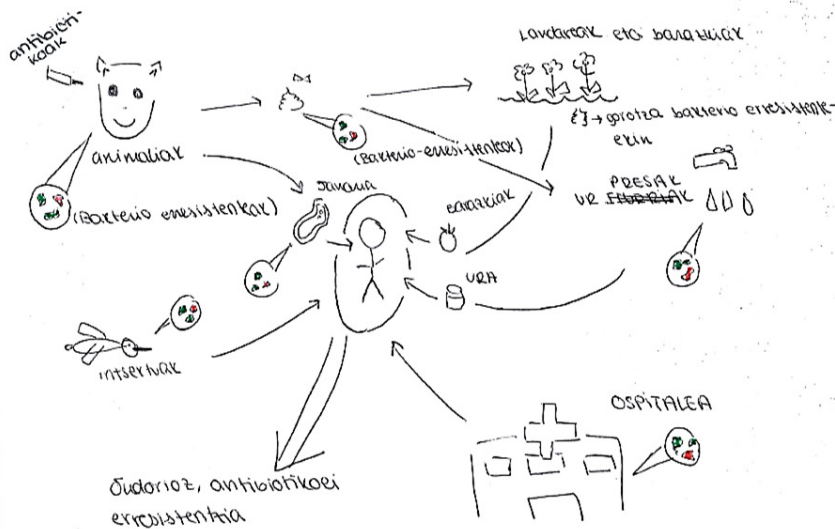 antibioti-
koak
animaliak
(Bakterio erresistenteak)
(Bakterio-erresistenteak)
Landareak eta barazkiak
→ gorotza bakterio erresistente-
ekin
PRESAK
UR
Janaria
Barazkiak
URA
intsektuak
OSPITALEA
Ondorioz, antibiotikoei
erresistentzia